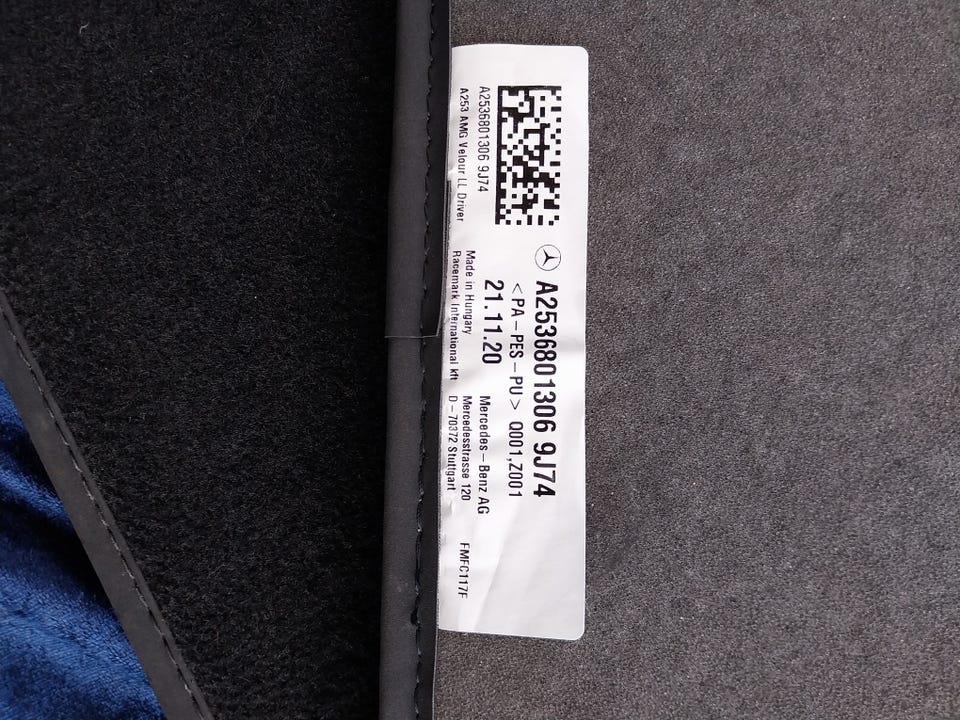 A2536801306 9J74
A253 AMG Velour LL Driver
A2536801306 9J74
<PA-PES-PU> Q001,Z001
21.11.20
Made in Hungary
Racemark International kft
Mercedes-Benz AG
Mercedesstrasse 120
D-70372 Stuttgart
FMFC117F